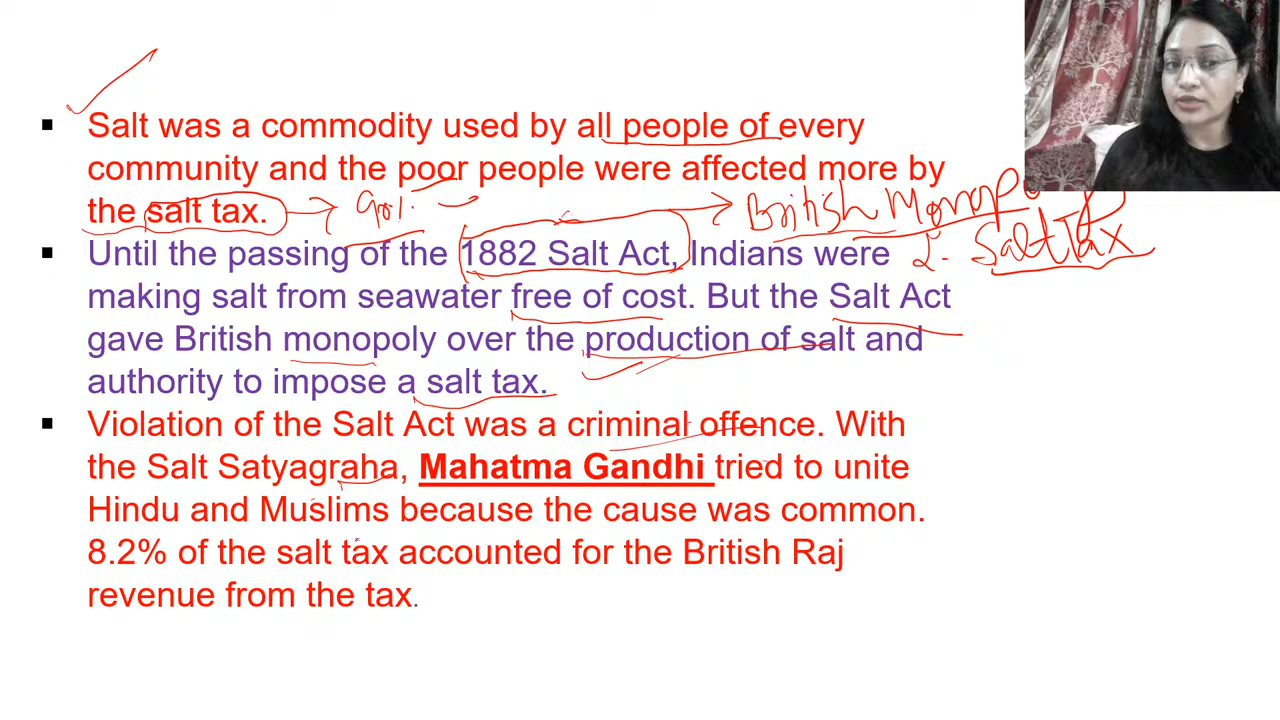 Salt was a commodity used by all people of every
community and the poor people were affected more by
the salt tax.
British Monopo
Until the passing of the 1882 Salt Act, Indians were
2. Salt Tax
making salt from seawater free of cost. But the Salt Act
gave British monopoly over the production of salt and
authority to impose a salt tax.
Violation of the Salt Act was a criminal offence. With
the Salt Satyagraha, Mahatma Gandhi tried to unite
Hindu and Muslims because the cause was common.
8.2% of the salt tax accounted for the British Raj
revenue from the tax.